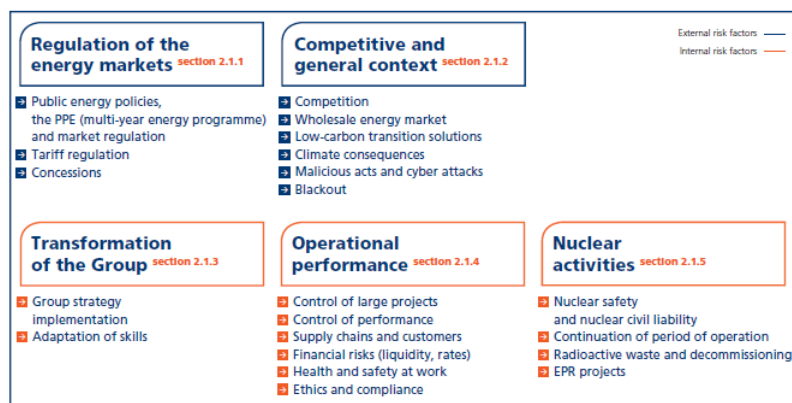 Regulation of the
energy markets section 2.1.1
Competitive and
general context section 2.1.2
External risk factors
Internal risk factors
Public energy policies,
the PPE (multi-year energy programme)
and market regulation
Tariff regulation
Concessions
Competition
Wholesale energy market
Low-carbon transition solutions
Climate consequences
Malicious acts and cyber attacks
Blackout
Transformation
of the Group section 2.1.3
Operational
performance section 2.1.4
Nuclear
activities section 2.1.5
Group strategy
implementation
Adaptation of skills
Control of large projects
Control of performance
Supply chains and customers
Financial risks (liquidity, rates)
Health and safety at work
Ethics and compliance
Nuclear safety
and nuclear civil liability
Continuation of period of operation
Radioactive waste and decommissioning
EPR projects